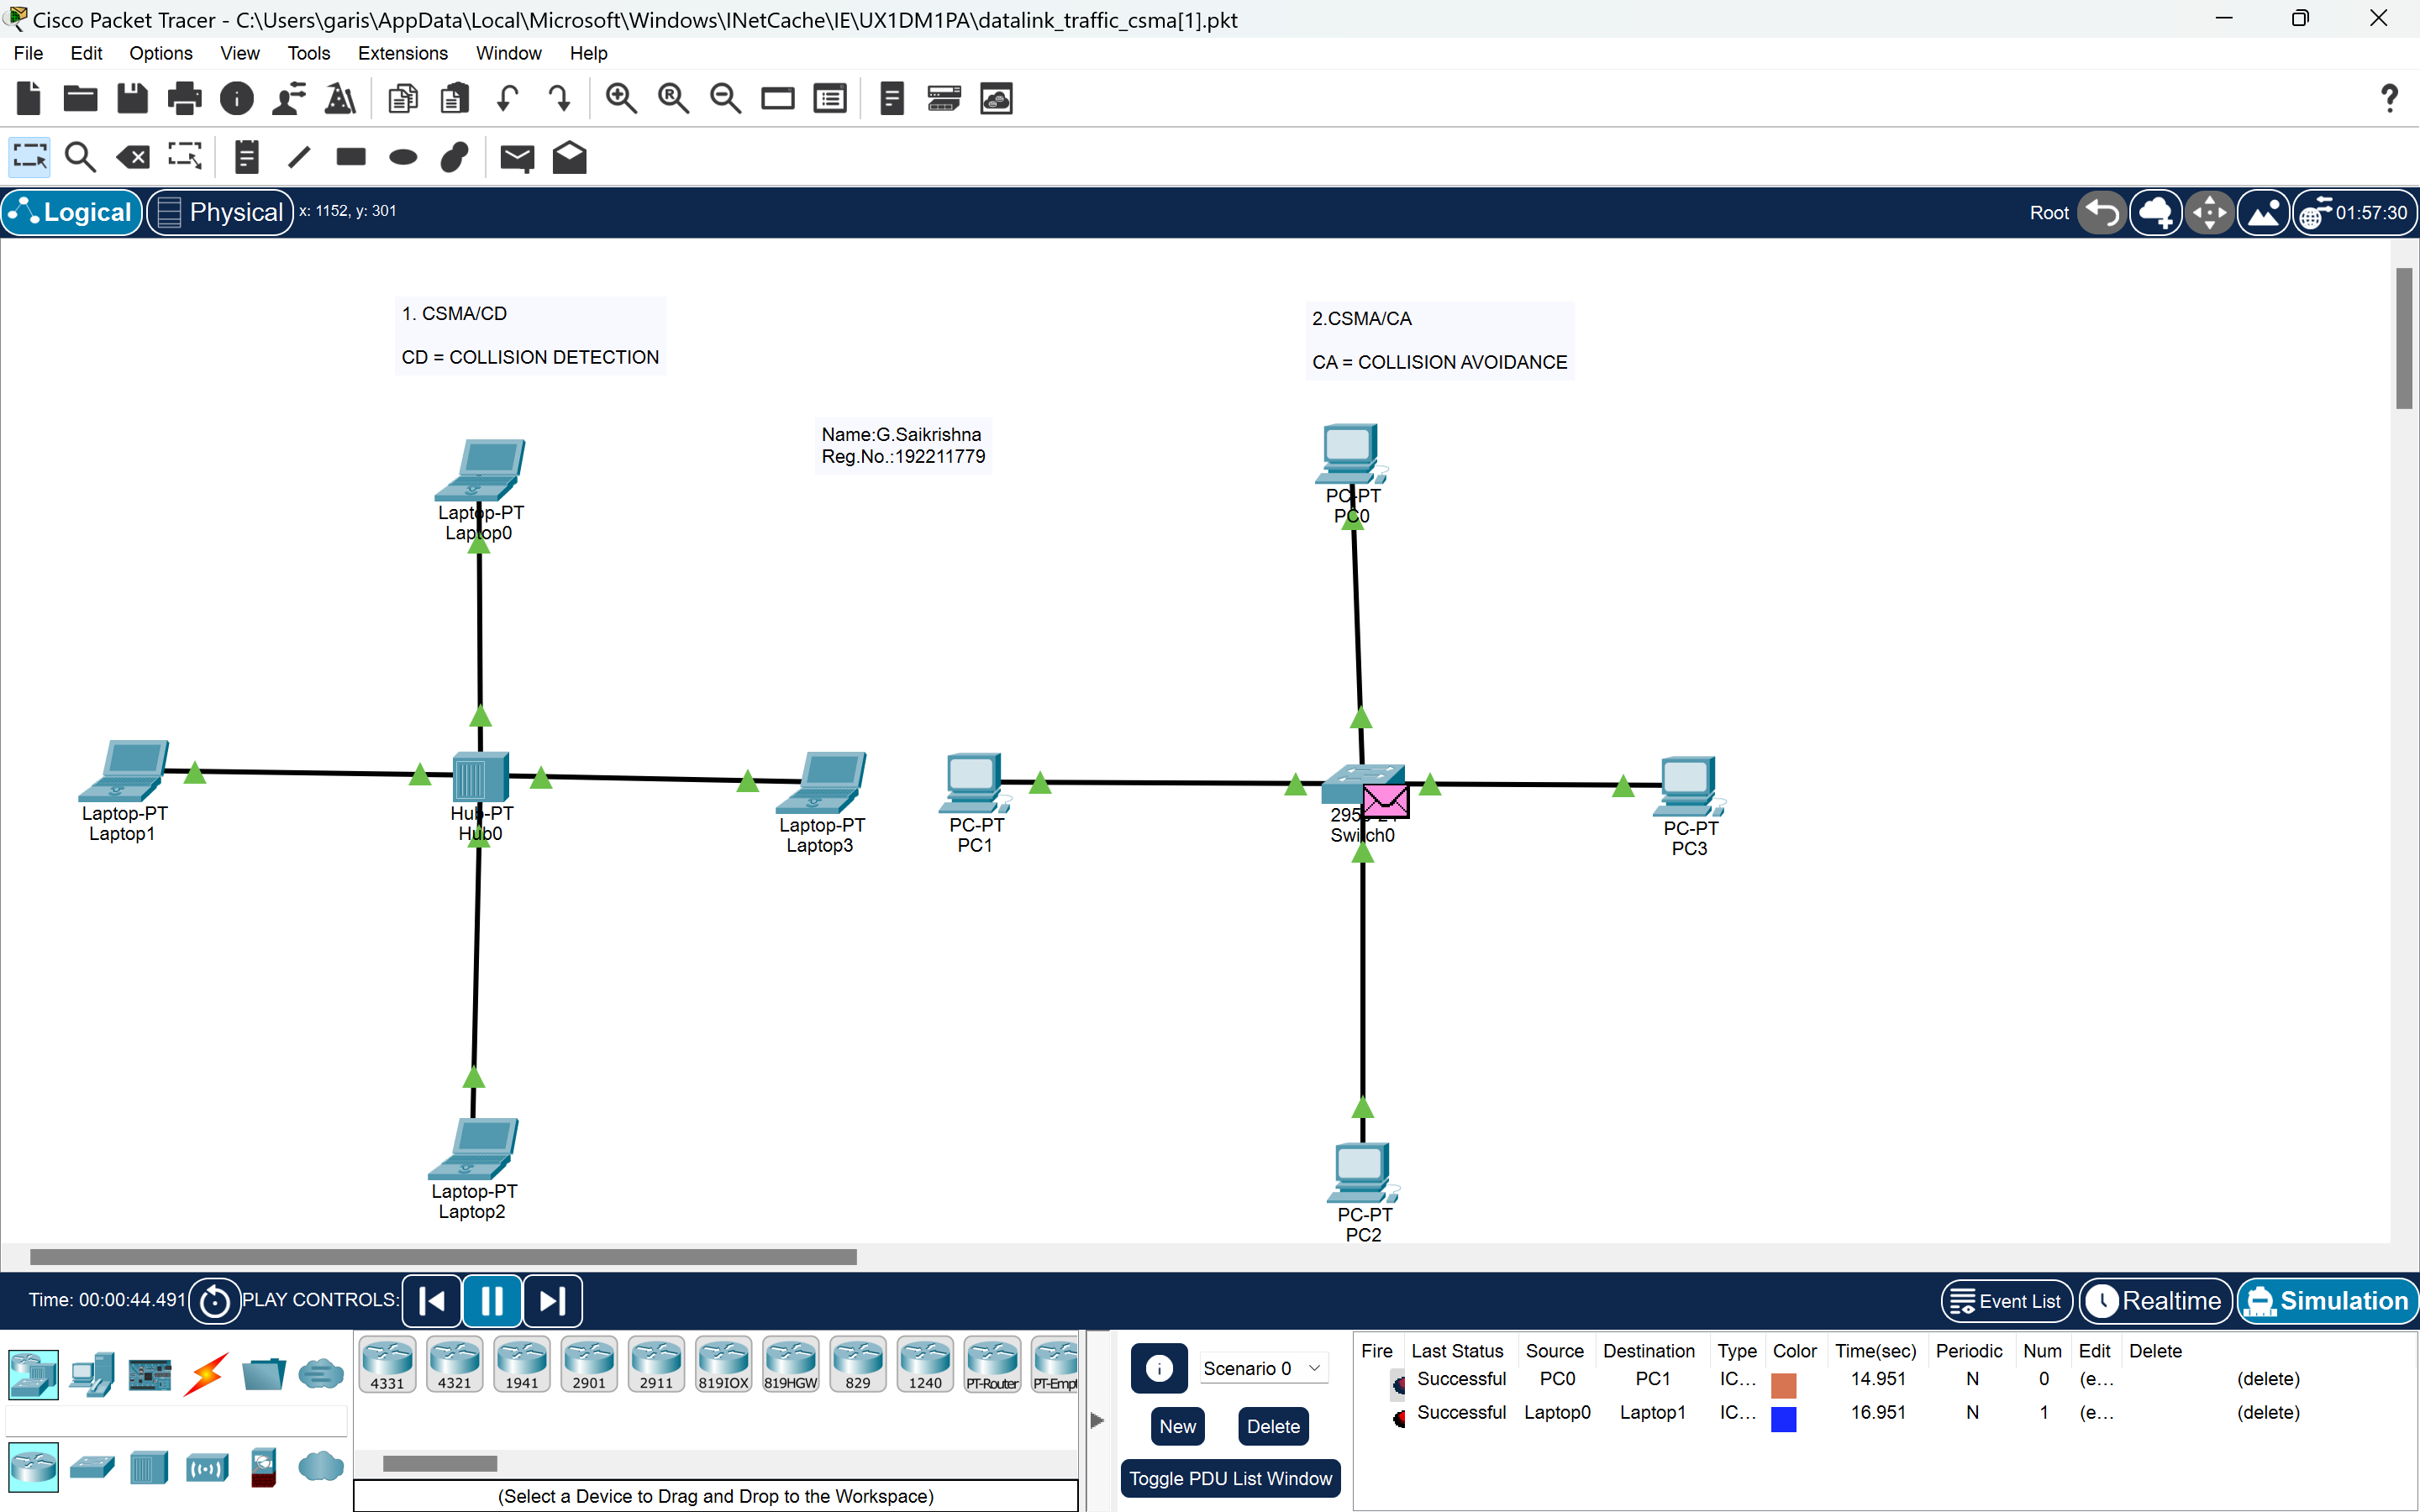 Cisco Packet Tracer - C:\Users\garis\AppData\Local\Microsoft\Windows\INetCache\IE\UX1DM1PA\datalink_traffic_csma[1].pkt
File Edit Options View Tools Extensions Window Help
Logical Physical x: 1152, y: 301 Root 01:57:30
1. CSMA/CD
CD = COLLISION DETECTION
2.CSMA/CA
CA = COLLISION AVOIDANCE
Name:G.Saikrishna
Reg.No.:192211779
Laptop-PT
Laptop0
PC-PT
PC0
Laptop-PT
Laptop1
Hub-PT
Hub0
Laptop-PT
Laptop3
PC-PT
PC1
Switch0
PC-PT
PC3
Laptop-PT
Laptop2
PC-PT
PC2
Time: 00:00:44.491 PLAY CONTROLS: Event List Realtime Simulation
4331 4321 1941 2901 2911 819IOX 819HGW 829 1240 PT-Router PT-Empt
(Select a Device to Drag and Drop to the Workspace)
Scenario 0
New Delete
Toggle PDU List Window
Fire Last Status Source Destination Type Color Time(sec) Periodic Num Edit Delete
Successful PC0 PC1 IC... 14.951 N 0 (e... (delete)
Successful Laptop0 Laptop1 IC... 16.951 N 1 (e... (delete)